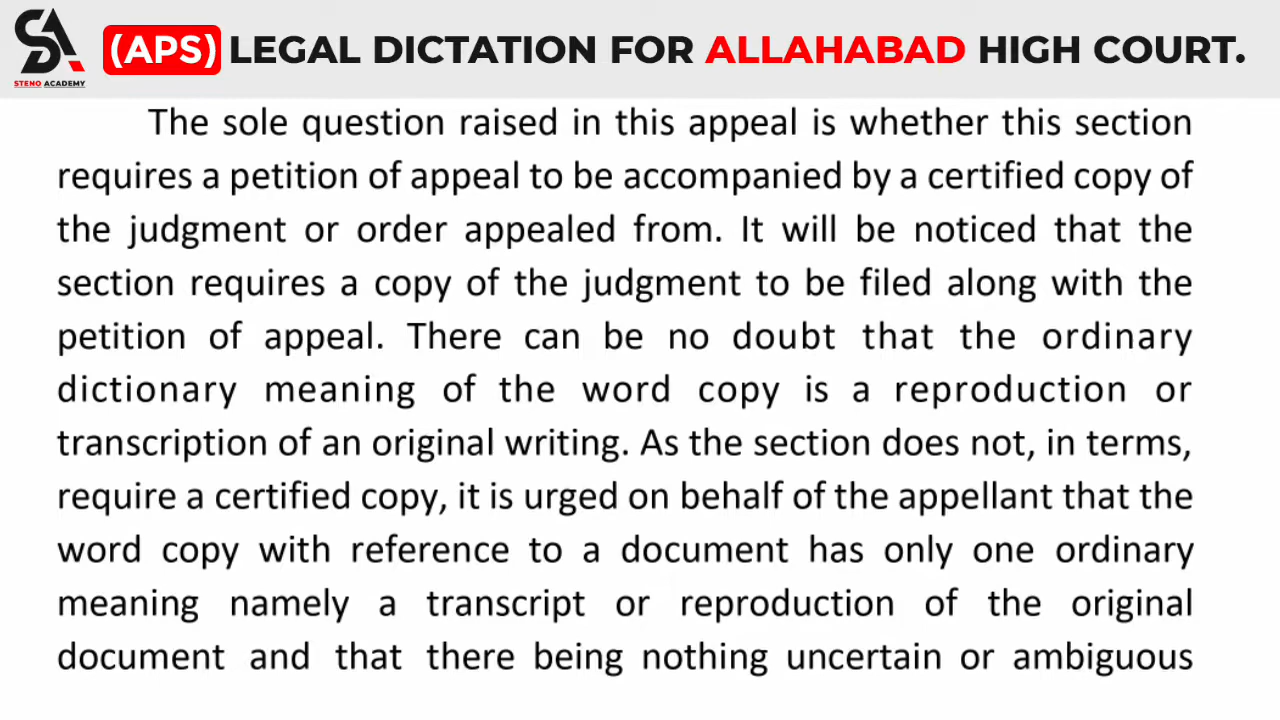 STENO ACADEMY
(APS) LEGAL DICTATION FOR ALLAHABAD HIGH COURT.
The sole question raised in this appeal is whether this section
requires a petition of appeal to be accompanied by a certified copy of
the judgment or order appealed from. It will be noticed that the
section requires a copy of the judgment to be filed along with the
petition of appeal. There can be no doubt that the ordinary
dictionary meaning of the word copy is a reproduction or
transcription of an original writing. As the section does not, in terms,
require a certified copy, it is urged on behalf of the appellant that the
word copy with reference to a document has only one ordinary
meaning namely a transcript or reproduction of the original
document and that there being nothing uncertain or ambiguous